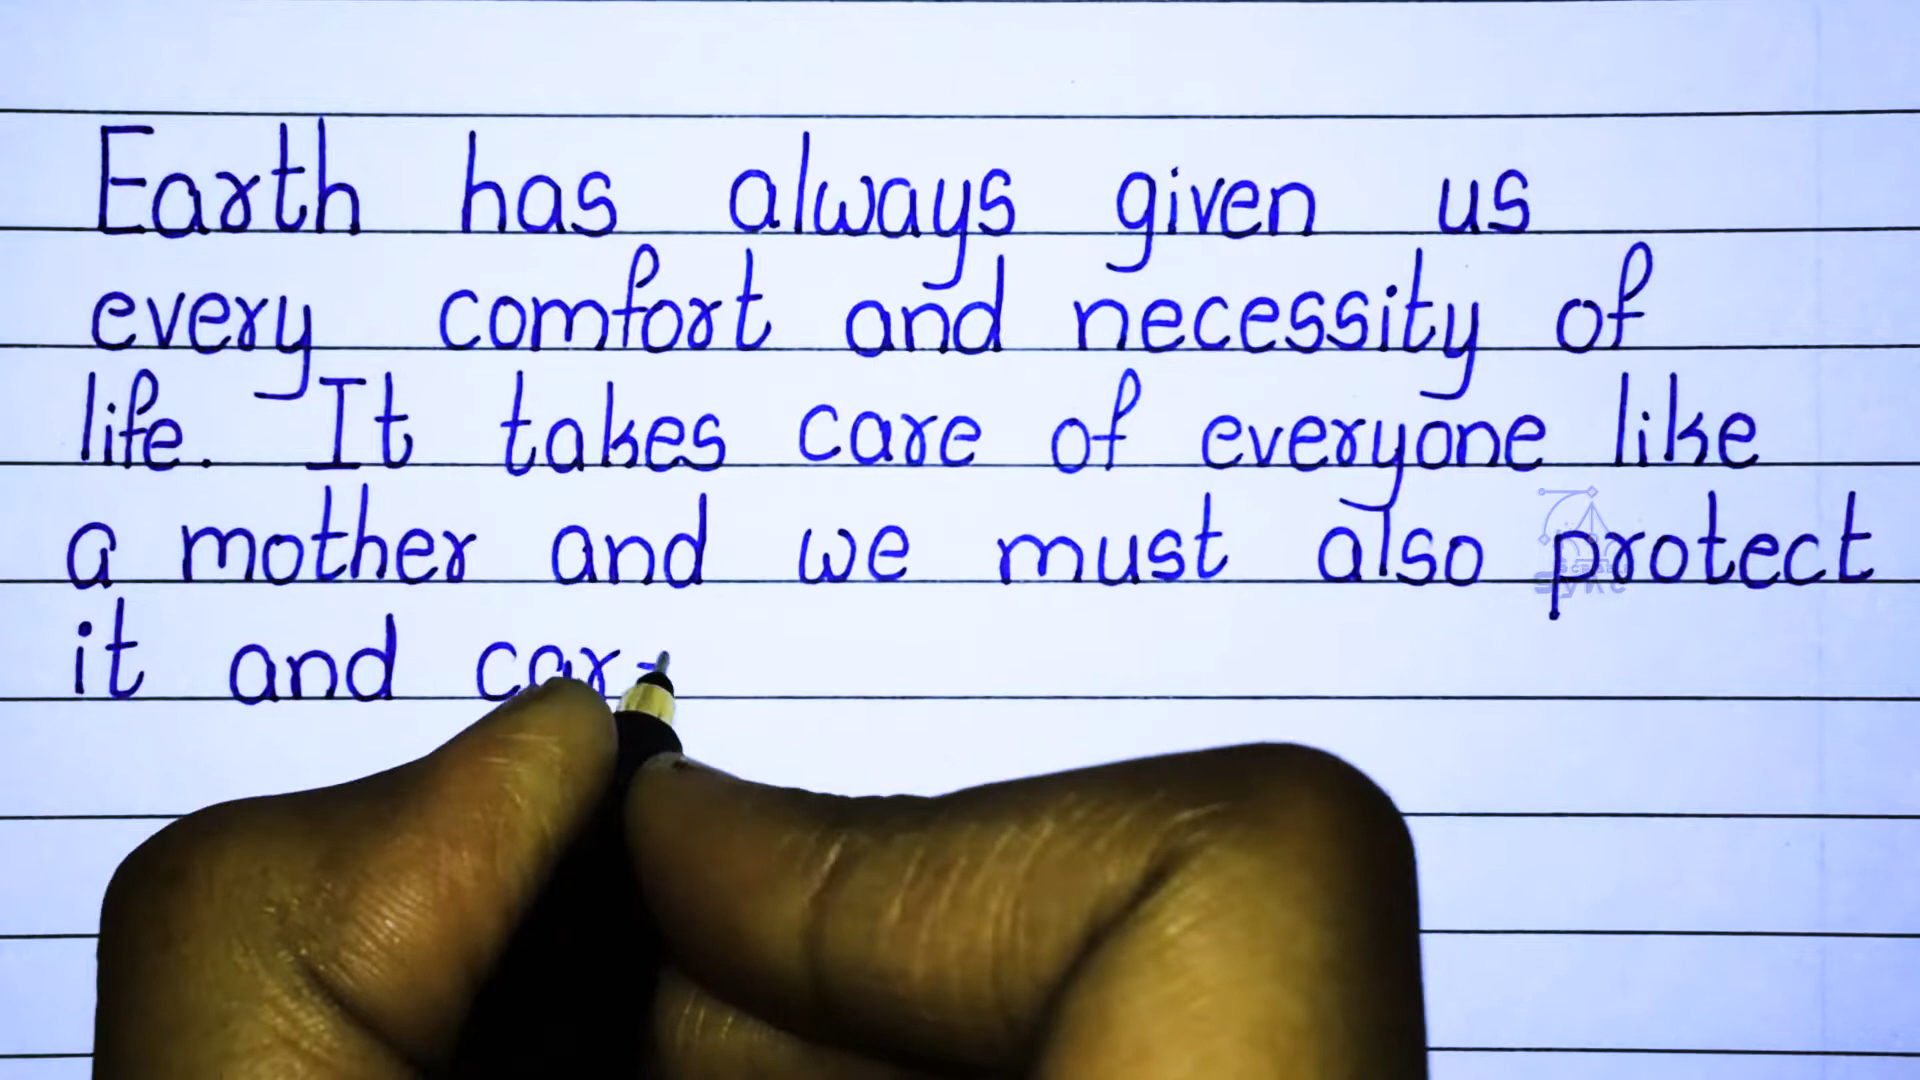 Earth has always given us
every comfort and necessity of
life. It takes care of everyone like
a mother and we must also protect
it and car